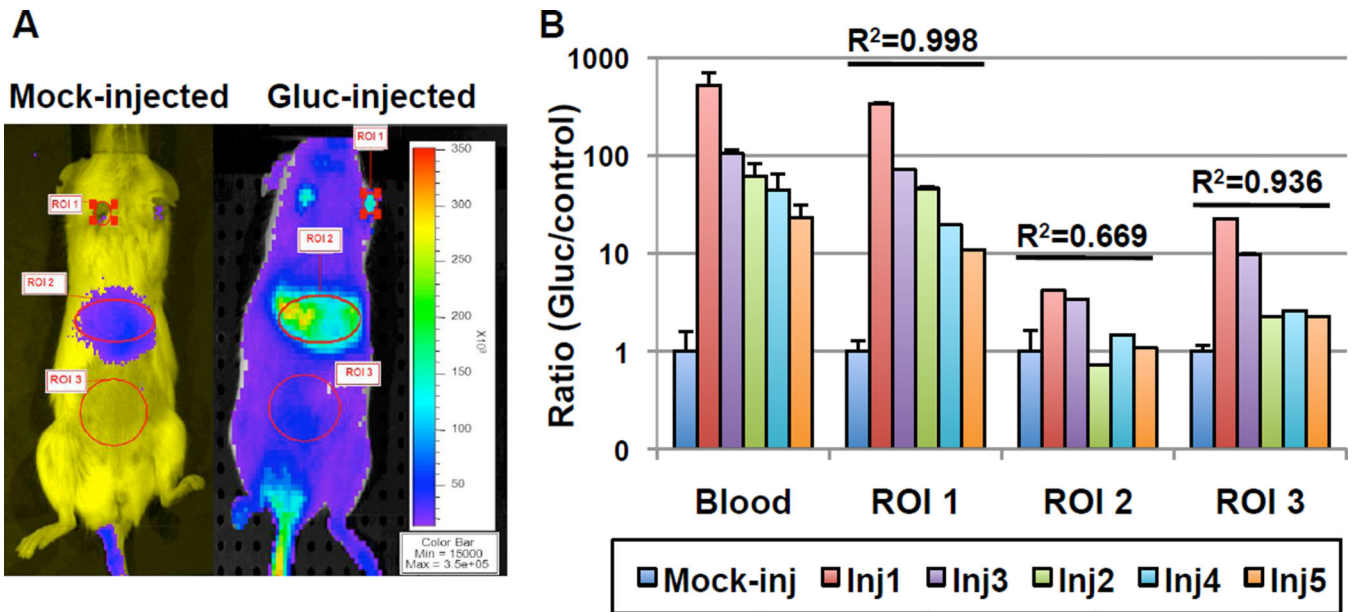 A
Mock-injected Gluc-injected
ROI 1
ROI 1
ROI 2
ROI 2
ROI 3
ROI 3
350
300
250
200
150
100
50
X10³
Color Bar
Min = 15000
Max = 3.5e+05
B
R²=0.998
R²=0.669
R²=0.936
Ratio (Gluc/control)
1000
100
10
1
0
Blood ROI 1 ROI 2 ROI 3
Mock-inj Inj1 Inj3 Inj2 Inj4 Inj5